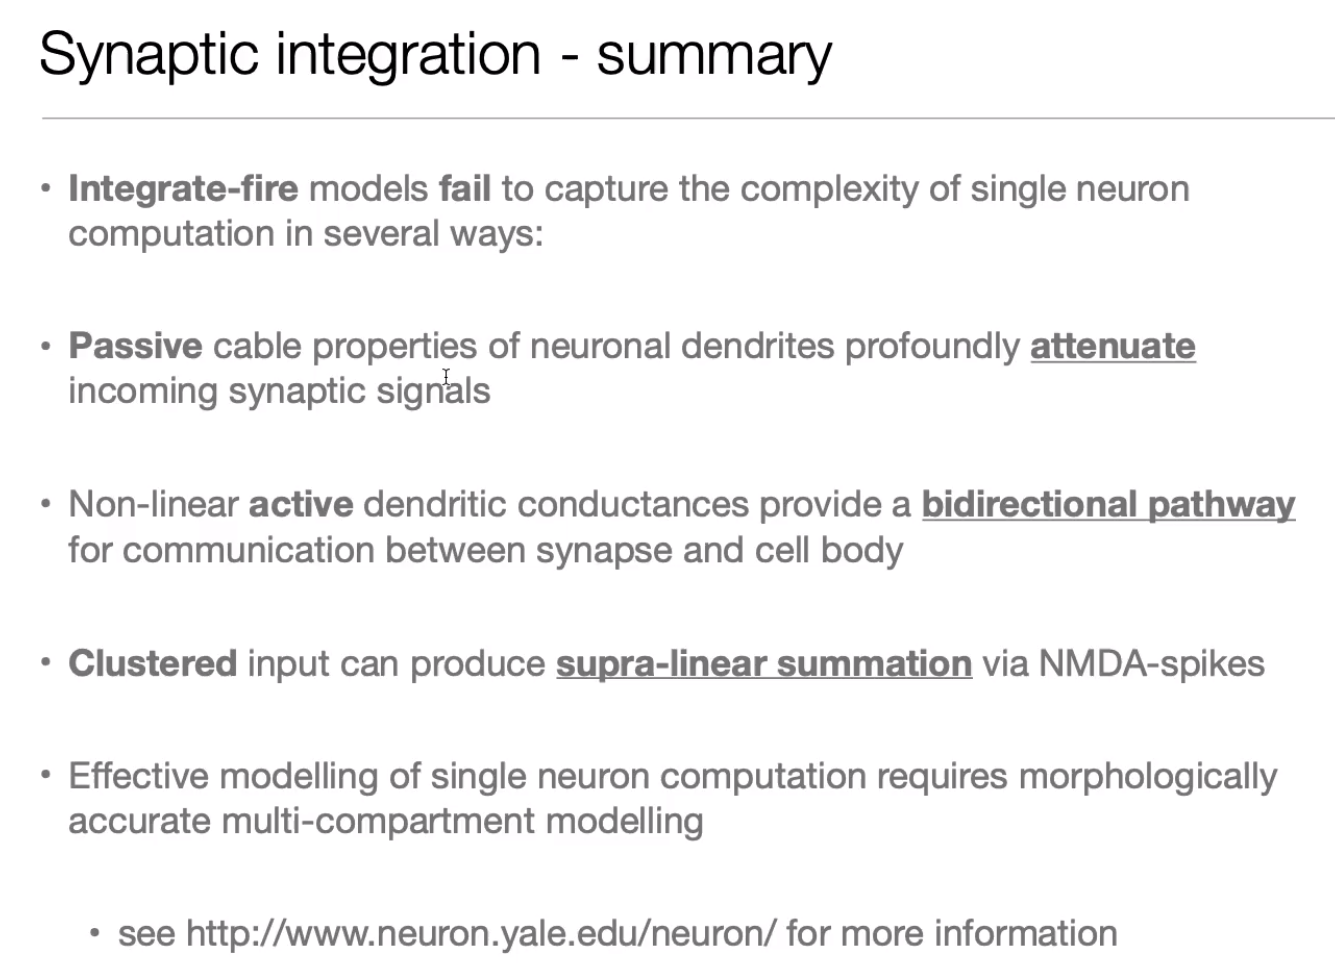 Synaptic integration - summary
• Integrate-fire models fail to capture the complexity of single neuron
computation in several ways:
• Passive cable properties of neuronal dendrites profoundly attenuate
incoming synaptic signals
• Non-linear active dendritic conductances provide a bidirectional pathway
for communication between synapse and cell body
• Clustered input can produce supra-linear summation via NMDA-spikes
• Effective modelling of single neuron computation requires morphologically
accurate multi-compartment modelling
• see http://www.neuron.yale.edu/neuron/ for more information